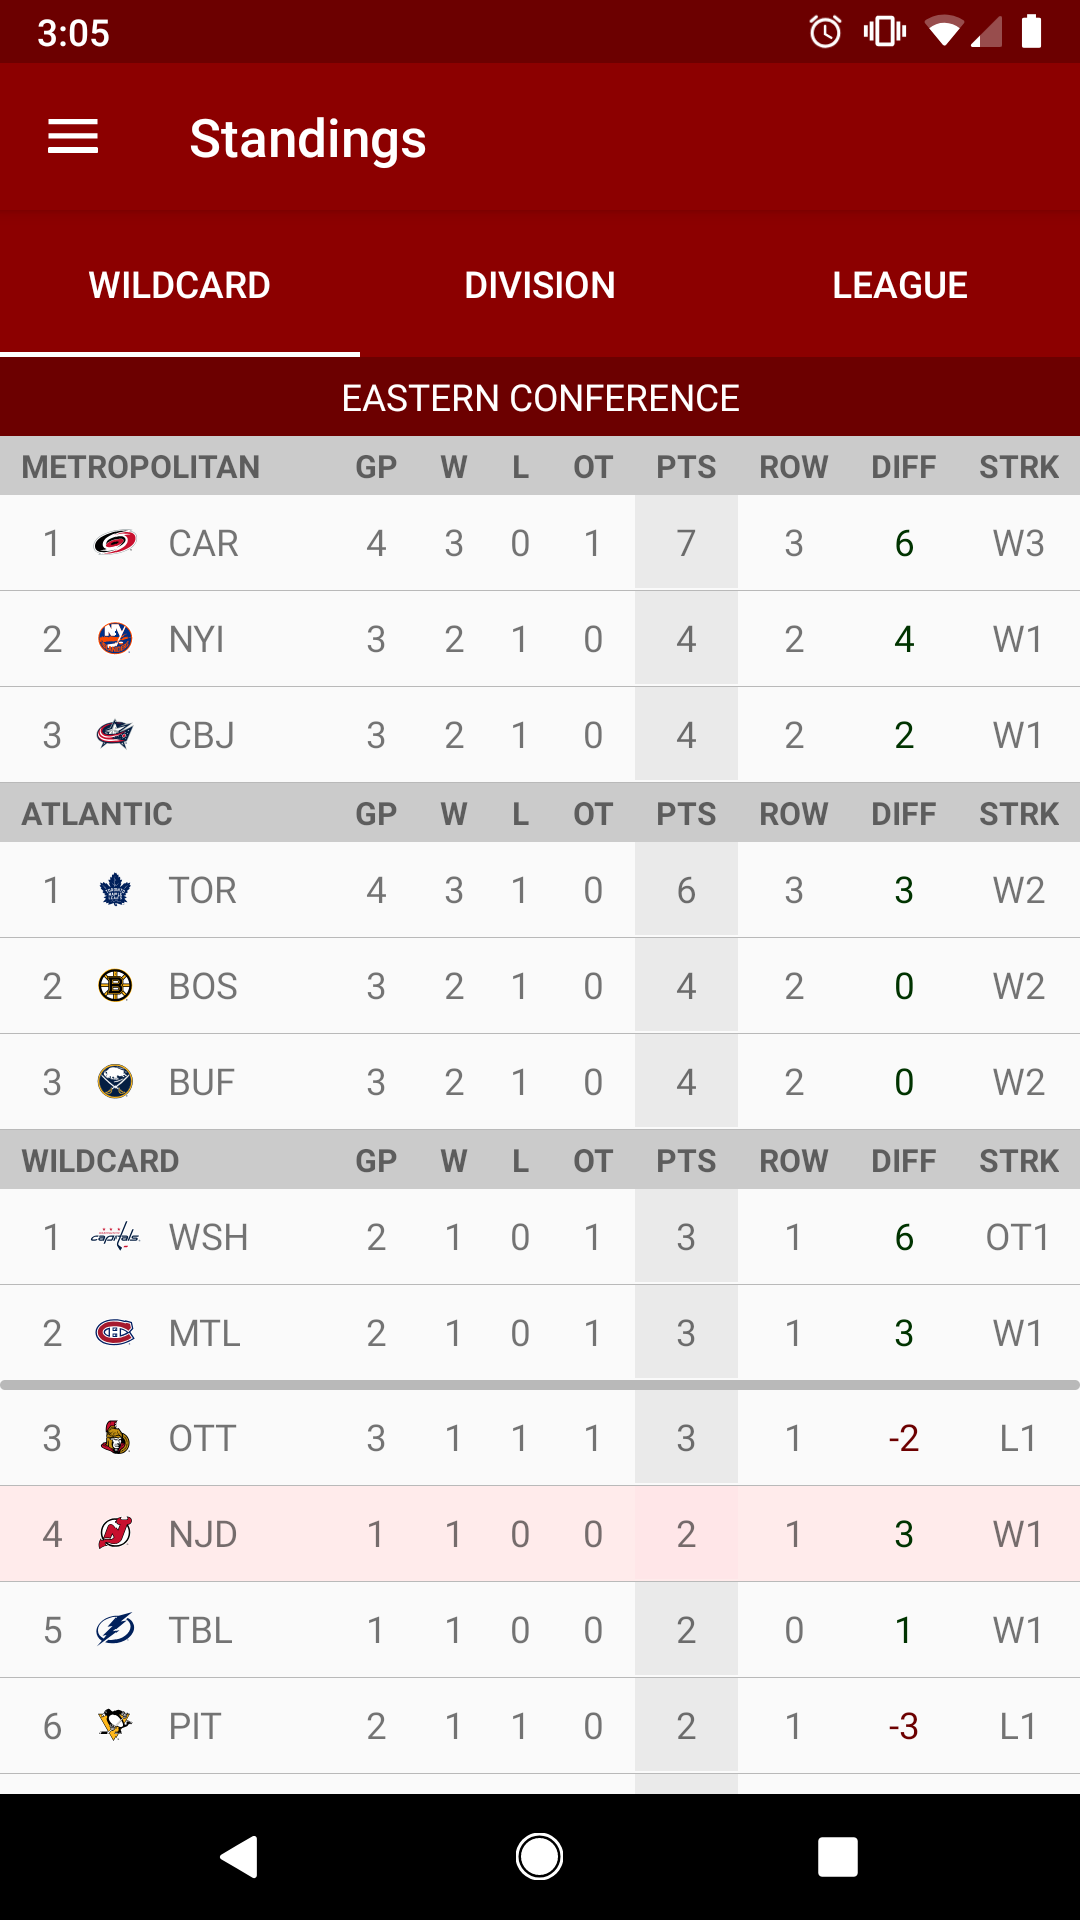 3:05
Standings
WILDCARD DIVISION LEAGUE
EASTERN CONFERENCE
METROPOLITAN GP W L OT PTS ROW DIFF STRK
1 CAR 4 3 0 1 7 3 6 W3
2 NYI 3 2 1 0 4 2 4 W1
3 CBJ 3 2 1 0 4 2 2 W1
ATLANTIC GP W L OT PTS ROW DIFF STRK
1 TOR 4 3 1 0 6 3 3 W2
2 BOS 3 2 1 0 4 2 0 W2
3 BUF 3 2 1 0 4 2 0 W2
WILDCARD GP W L OT PTS ROW DIFF STRK
1 capitals WSH 2 1 0 1 3 1 6 OT1
2 MTL 2 1 0 1 3 1 3 W1
3 OTT 3 1 1 1 3 1 -2 L1
4 NJD 1 1 0 0 2 1 3 W1
5 TBL 1 1 0 0 2 0 1 W1
6 PIT 2 1 1 0 2 1 -3 L1